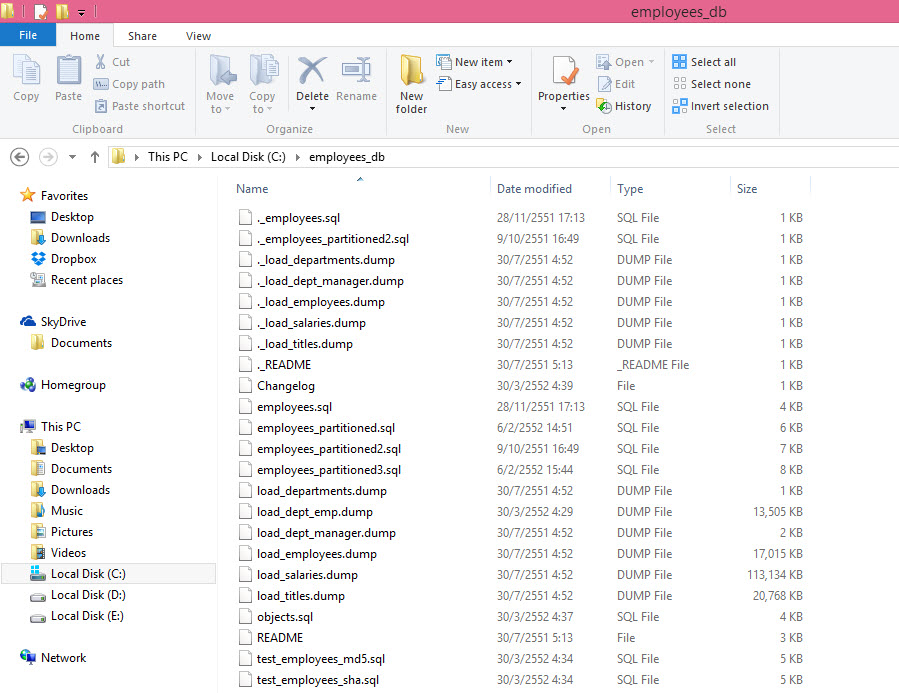 employees_db
File Home Share View
Copy Paste Cut Copy path Paste shortcut
Move to Copy to Delete Rename
New folder New item Easy access
Properties Open Edit History
Select all Select none Invert selection
Clipboard Organize New Open Select
This PC Local Disk (C:) employees_db
Favorites
Desktop
Downloads
Dropbox
Recent places
SkyDrive
Documents
Homegroup
This PC
Desktop
Documents
Downloads
Music
Pictures
Videos
Local Disk (C:)
Local Disk (D:)
Local Disk (E:)
Network
Name Date modified Type Size
._employees.sql 28/11/2551 17:13 SQL File 1 KB
._employees_partitioned2.sql 9/10/2551 16:49 SQL File 1 KB
._load_departments.dump 30/7/2551 4:52 DUMP File 1 KB
._load_dept_manager.dump 30/7/2551 4:52 DUMP File 1 KB
._load_employees.dump 30/7/2551 4:52 DUMP File 1 KB
._load_salaries.dump 30/7/2551 4:52 DUMP File 1 KB
._load_titles.dump 30/7/2551 4:52 DUMP File 1 KB
._README 30/7/2551 5:13 _README File 1 KB
Changelog 30/3/2552 4:39 File 1 KB
employees.sql 28/11/2551 17:13 SQL File 4 KB
employees_partitioned.sql 6/2/2552 14:51 SQL File 6 KB
employees_partitioned2.sql 9/10/2551 16:49 SQL File 7 KB
employees_partitioned3.sql 6/2/2552 15:44 SQL File 8 KB
load_departments.dump 30/7/2551 4:52 DUMP File 1 KB
load_dept_emp.dump 30/3/2552 4:29 DUMP File 13,505 KB
load_dept_manager.dump 30/7/2551 4:52 DUMP File 2 KB
load_employees.dump 30/7/2551 4:52 DUMP File 17,015 KB
load_salaries.dump 30/7/2551 4:52 DUMP File 113,134 KB
load_titles.dump 30/7/2551 4:52 DUMP File 20,768 KB
objects.sql 30/3/2552 4:37 SQL File 4 KB
README 30/7/2551 5:13 File 3 KB
test_employees_md5.sql 30/3/2552 4:34 SQL File 5 KB
test_employees_sha.sql 30/3/2552 4:34 SQL File 5 KB